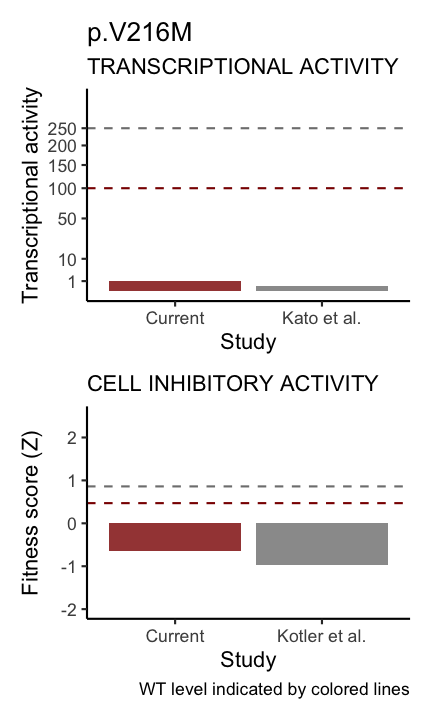 p.V216M
TRANSCRIPTIONAL ACTIVITY
Transcriptional activity
250
200
150
100
50
10
1
Current
Kato et al.
Study
CELL INHIBITORY ACTIVITY
Fitness score (Z)
2
1
0
-1
-2
Current
Kotler et al.
Study
WT level indicated by colored lines